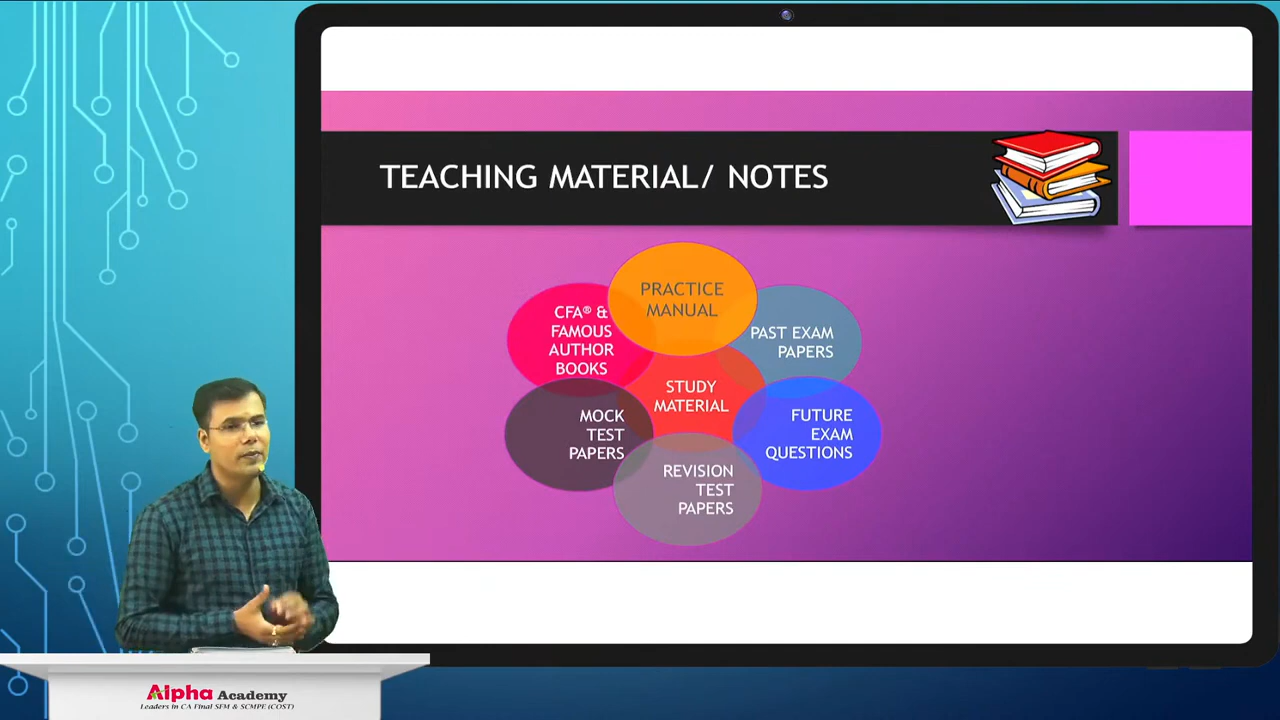 TEACHING MATERIAL/ NOTES
PRACTICE
MANUAL
CFA® &
FAMOUS
AUTHOR
BOOKS
PAST EXAM
PAPERS
STUDY
MATERIAL
MOCK
TEST
PAPERS
FUTURE
EXAM
QUESTIONS
REVISION
TEST
PAPERS
Alpha Academy
Leaders in CA Final SFM & SCMPE (COST)